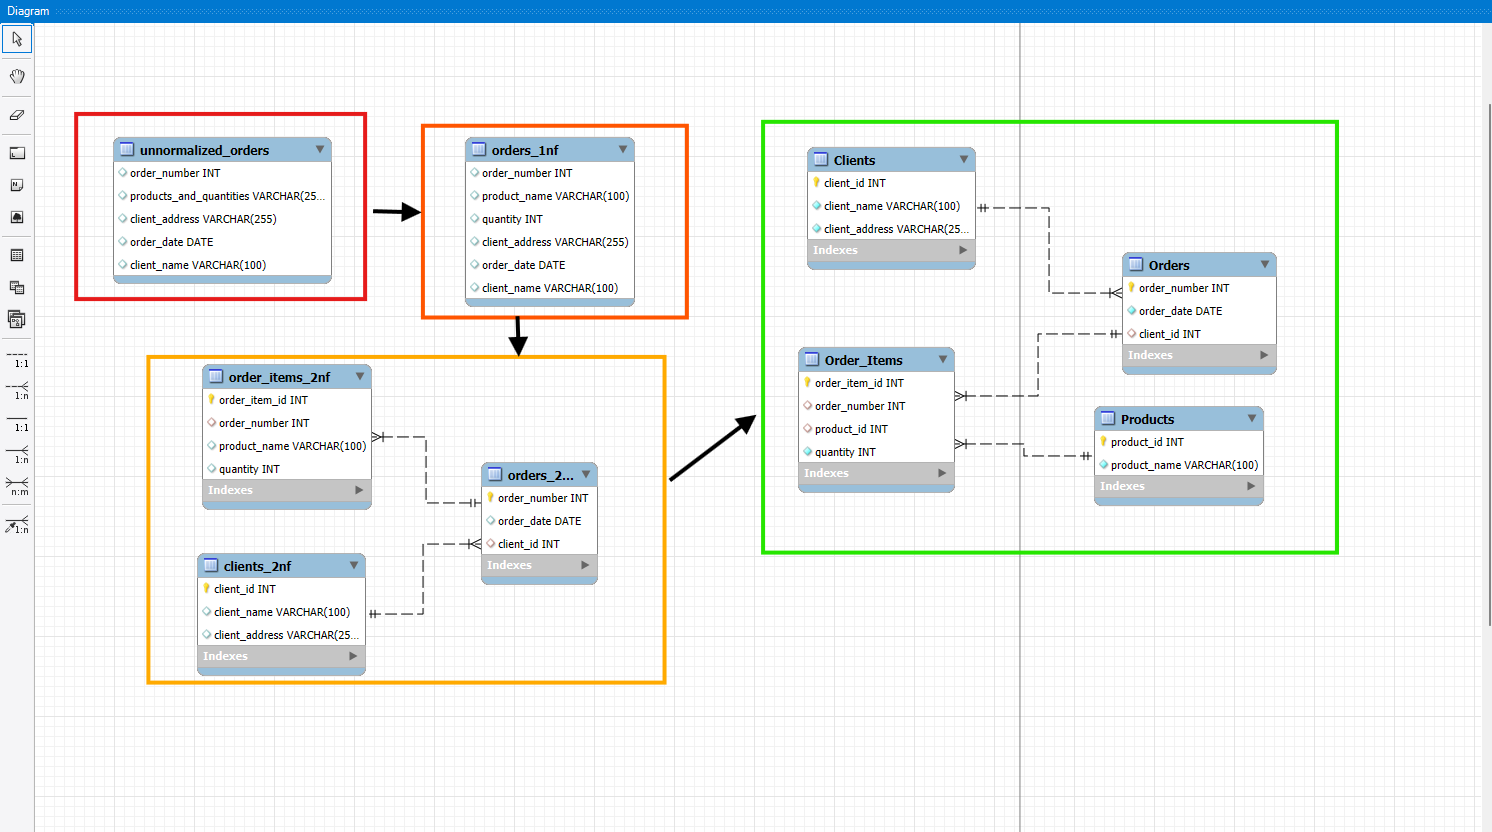 Diagram
unnormalized_orders
order_number INT
products_and_quantities VARCHAR(25...
client_address VARCHAR(255)
order_date DATE
client_name VARCHAR(100)
orders_1nf
order_number INT
product_name VARCHAR(100)
quantity INT
client_address VARCHAR(255)
order_date DATE
client_name VARCHAR(100)
order_items_2nf
order_item_id INT
order_number INT
product_name VARCHAR(100)
quantity INT
Indexes
orders_2...
order_number INT
order_date DATE
client_id INT
Indexes
clients_2nf
client_id INT
client_name VARCHAR(100)
client_address VARCHAR(25...
Indexes
Clients
client_id INT
client_name VARCHAR(100)
client_address VARCHAR(25...
Indexes
Orders
order_number INT
order_date DATE
client_id INT
Indexes
Order_Items
order_item_id INT
order_number INT
product_id INT
quantity INT
Indexes
Products
product_id INT
product_name VARCHAR(100)
Indexes
1:1
1:n
1:1
1:n
n:m
1:n